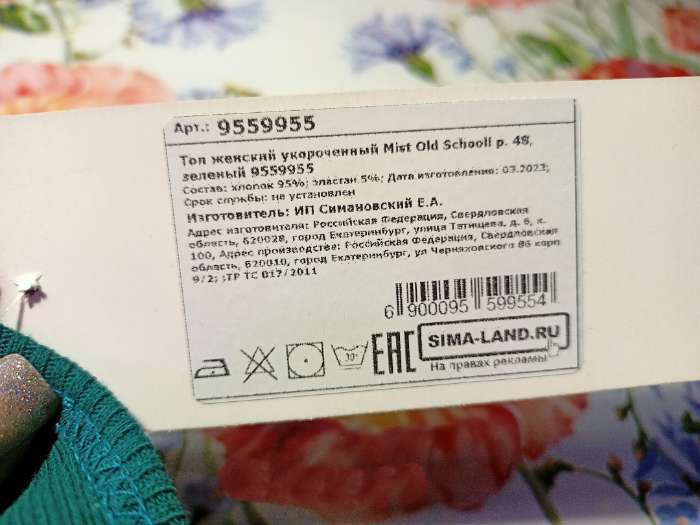 Арт.: 9559955
Топ женский укороченный Mist Old Schooll р. 48,
зеленый 9559955
Состав: хлопок 95%; эластан 5%; Дата изготовления: 03.2023;
Срок службы: не установлен
Изготовитель: ИП Симановский Е.А.
Адрес изготовителя: Российская Федерация, Свердловская
область, 620028, город Екатеринбург, улица Татищева, д. 6, к.
100, Адрес производства: Российская Федерация, Свердловская
область, 620010, город Екатеринбург, ул Черняховского 86 корп
9/2; ;ТР ТС 017/2011
6 900095 599554
30°
EAC
SIMA-LAND.RU
На правах рекламы